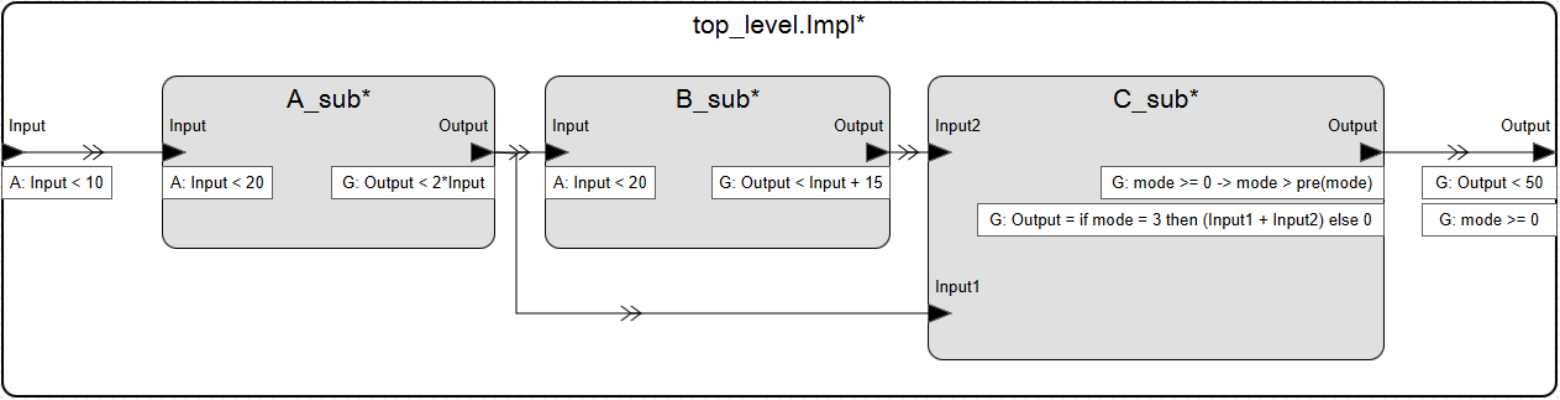 top_level.Impl*
A_sub*
B_sub*
C_sub*
Input
Input
Output
Input
Output
Input2
Output
Output
A: Input < 10
A: Input < 20
G: Output < 2*Input
A: Input < 20
G: Output < Input + 15
G: mode >= 0 -> mode > pre(mode)
G: Output < 50
G: Output = if mode = 3 then (Input1 + Input2) else 0
G: mode >= 0
Input1